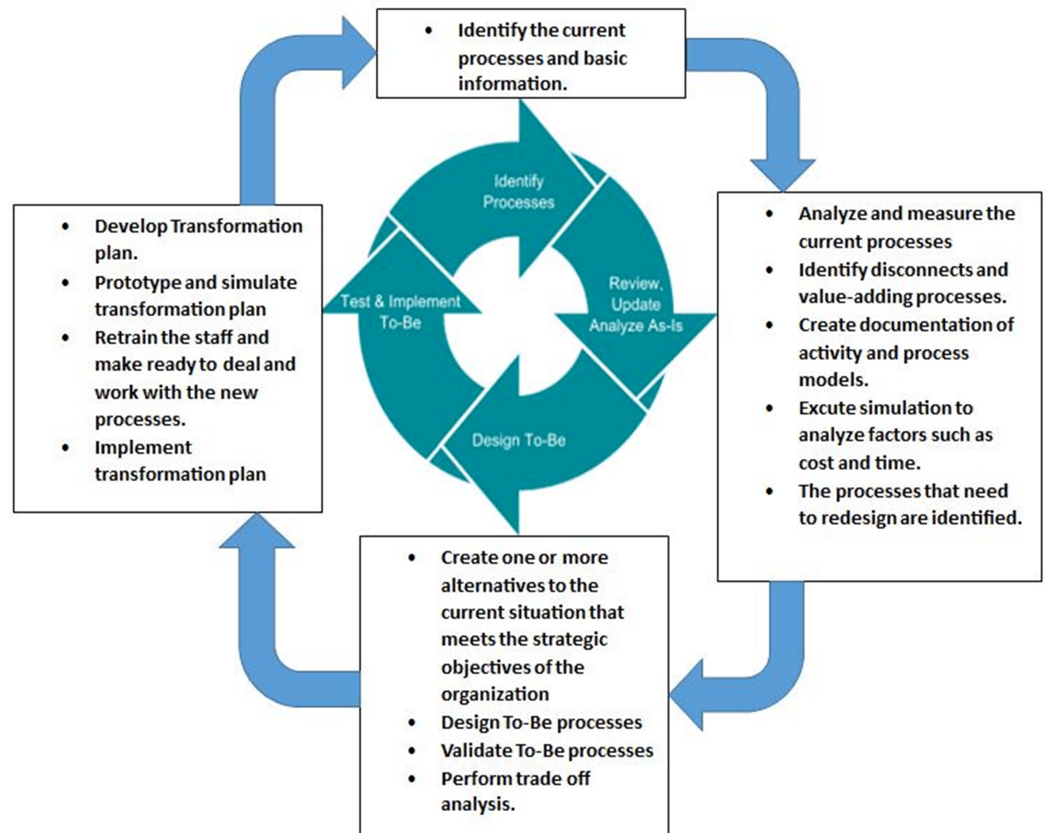 • Identify the current
processes and basic
information.
Identify
Processes
Review,
Update
Analyze As-Is
Design To-Be
Test & Implement
To-Be
• Analyze and measure the
current processes
• Identify disconnects and
value-adding processes.
• Create documentation of
activity and process
models.
• Excute simulation to
analyze factors such as
cost and time.
• The processes that need
to redesign are identified.
• Create one or more
alternatives to the
current situation that
meets the strategic
objectives of the
organization
• Design To-Be processes
• Validate To-Be processes
• Perform trade off
analysis.
• Develop Transformation
plan.
• Prototype and simulate
transformation plan
• Retrain the staff and
make ready to deal and
work with the new
processes.
• Implement
transformation plan